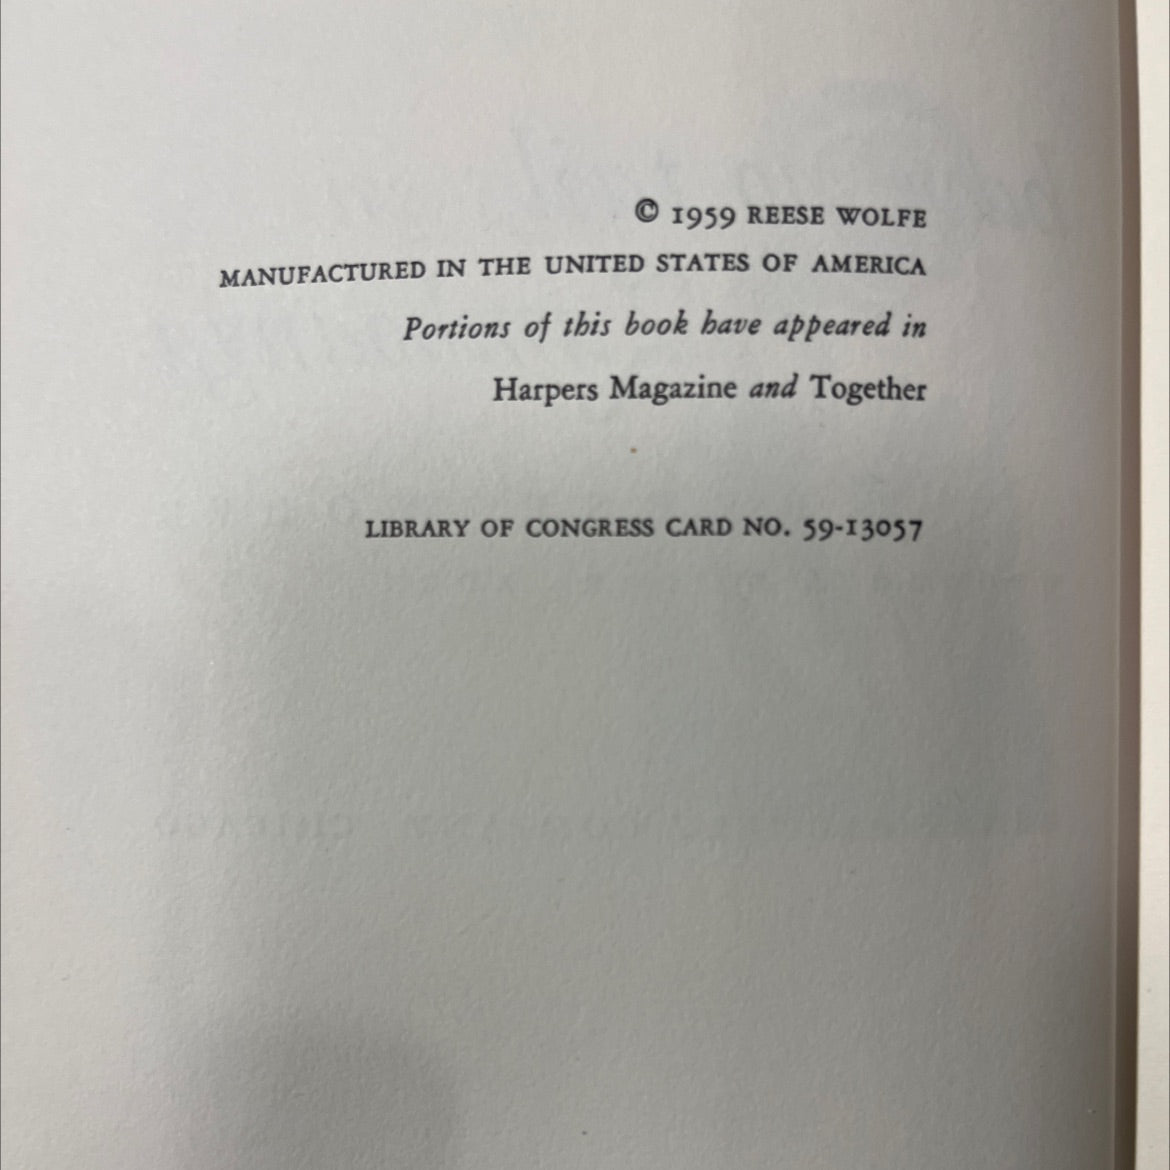 © 1959 REESE WOLFE
MANUFACTURED IN THE UNITED STATES OF AMERICA
Portions of this book have appeared in
Harpers Magazine and Together
LIBRARY OF CONGRESS CARD NO. 59-13057